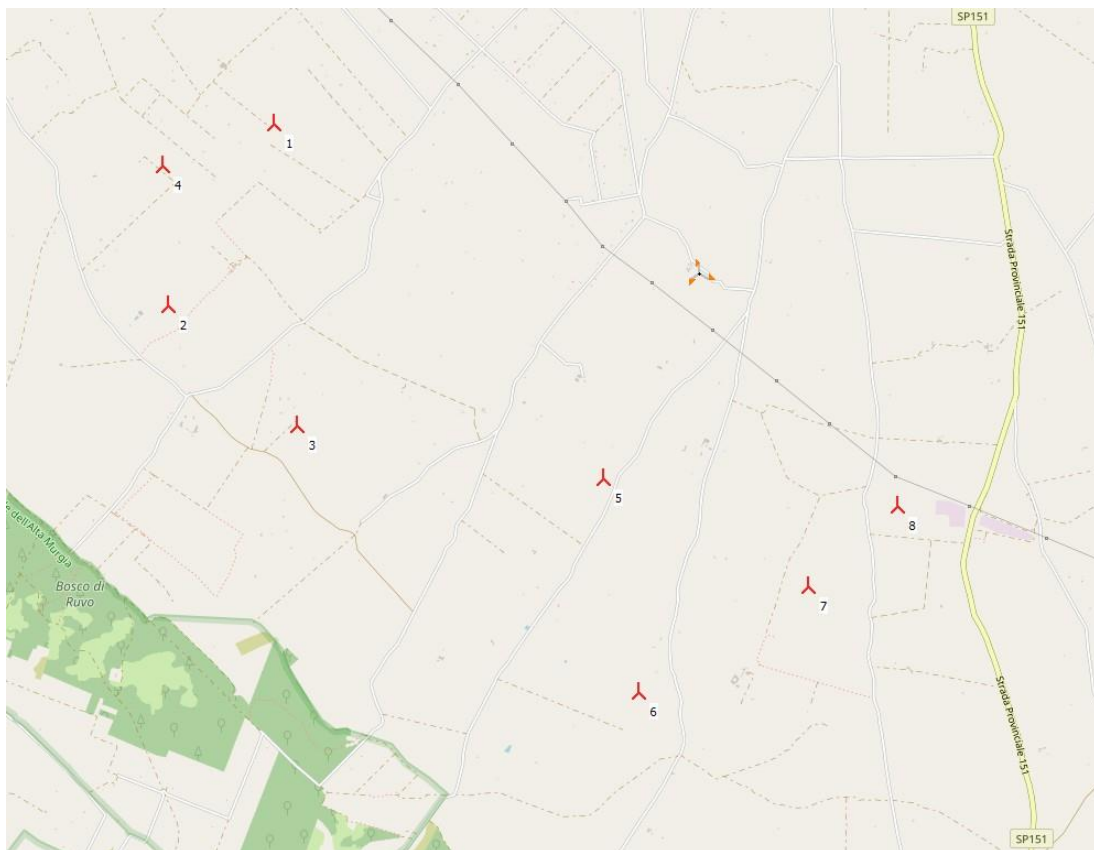 SP151
1
4
Strada Provinciale 151
2
3
5
8
te dell'Alta Murgia
Bosco di
Ruvo
7
6
Strada Provinciale 151
SP151